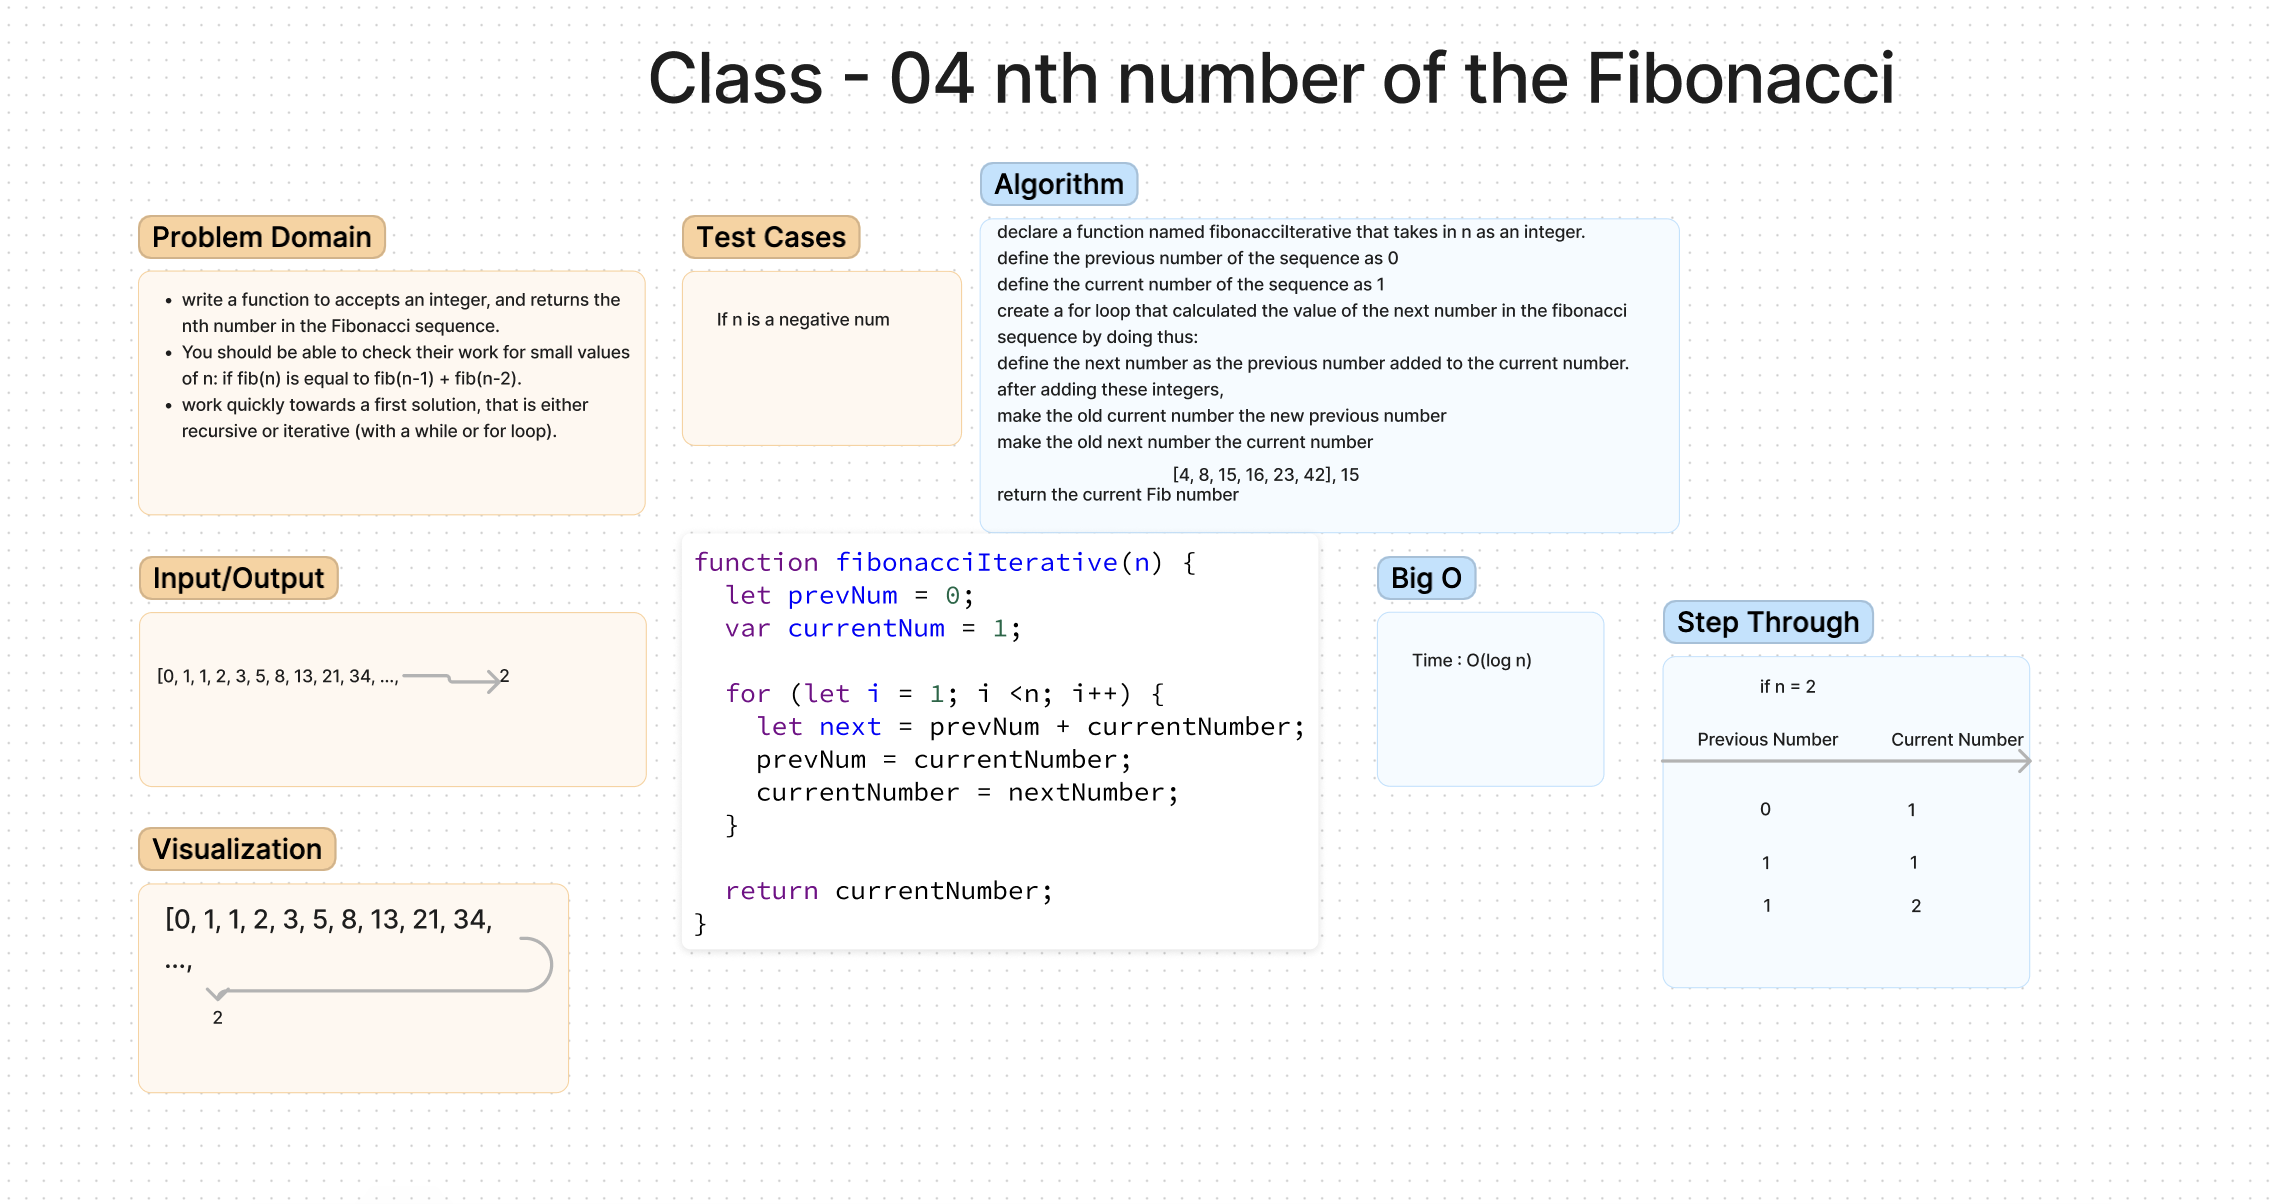 Class - 04 nth number of the Fibonacci
Problem Domain
• write a function to accepts an integer, and returns the
nth number in the Fibonacci sequence.
• You should be able to check their work for small values
of n: if fib(n) is equal to fib(n-1) + fib(n-2).
• work quickly towards a first solution, that is either
recursive or iterative (with a while or for loop).
Test Cases
If n is a negative num
Algorithm
declare a function named fibonacciIterative that takes in n as an integer.
define the previous number of the sequence as 0
define the current number of the sequence as 1
create a for loop that calculated the value of the next number in the fibonacci
sequence by doing thus:
define the next number as the previous number added to the current number.
after adding these integers,
make the old current number the new previous number
make the old next number the current number
[4, 8, 15, 16, 23, 42], 15
return the current Fib number
Input/Output
[0, 1, 1, 2, 3, 5, 8, 13, 21, 34, ...,
2
function fibonacciIterative(n) {
  let prevNum = 0;
  var currentNum = 1;
  for (let i = 1; i <n; i++) {
    let next = prevNum + currentNumber;
    prevNum = currentNumber;
    currentNumber = nextNumber;
  }
  return currentNumber;
}
Big O
Time : O(log n)
Step Through
if n = 2
Previous Number Current Number
0 1
1 1
1 2
Visualization
[0, 1, 1, 2, 3, 5, 8, 13, 21, 34,
...,
2